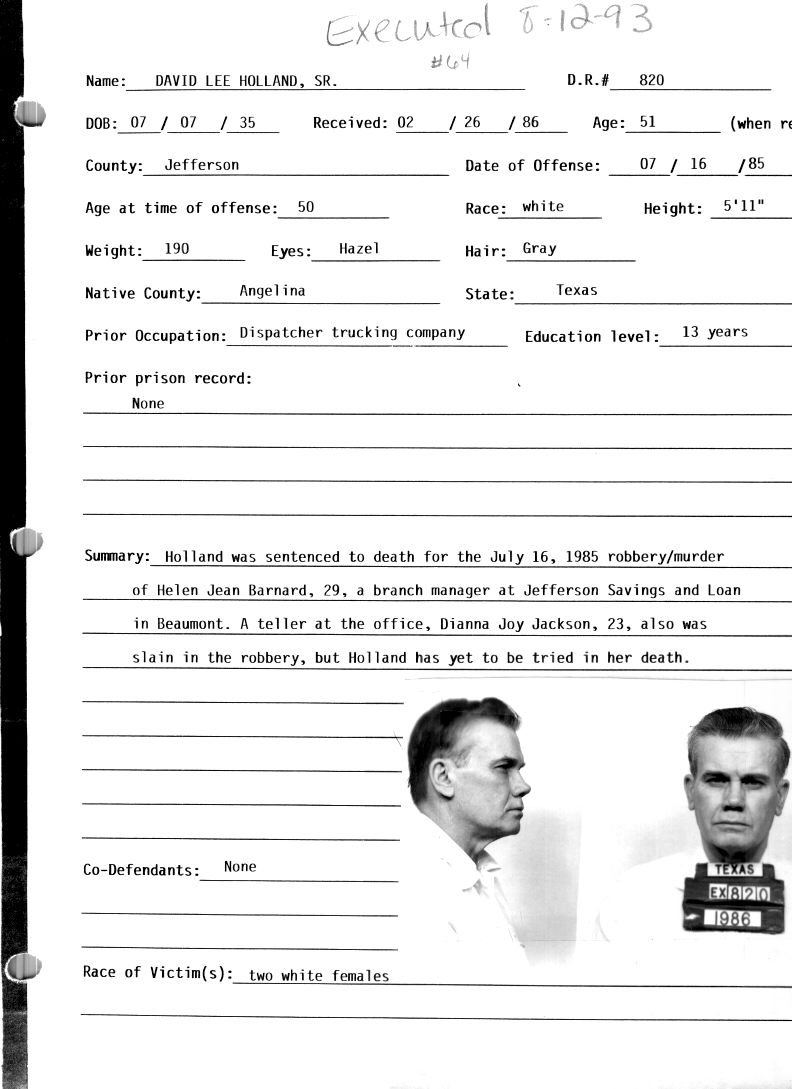 Executed 8-12-93
#64
Name: DAVID LEE HOLLAND, SR. D.R.# 820
DOB: 07 / 07 / 35 Received: 02 / 26 / 86 Age: 51 (when re
County: Jefferson Date of Offense: 07 / 16 /85
Age at time of offense: 50 Race: white Height: 5'11"
Weight: 190 Eyes: Hazel Hair: Gray
Native County: Angelina State: Texas
Prior Occupation: Dispatcher trucking company Education level: 13 years
Prior prison record:
None
Summary: Holland was sentenced to death for the July 16, 1985 robbery/murder
of Helen Jean Barnard, 29, a branch manager at Jefferson Savings and Loan
in Beaumont. A teller at the office, Dianna Joy Jackson, 23, also was
slain in the robbery, but Holland has yet to be tried in her death.
TEXAS
EX820
1986
Co-Defendants: None
Race of Victim(s): two white females